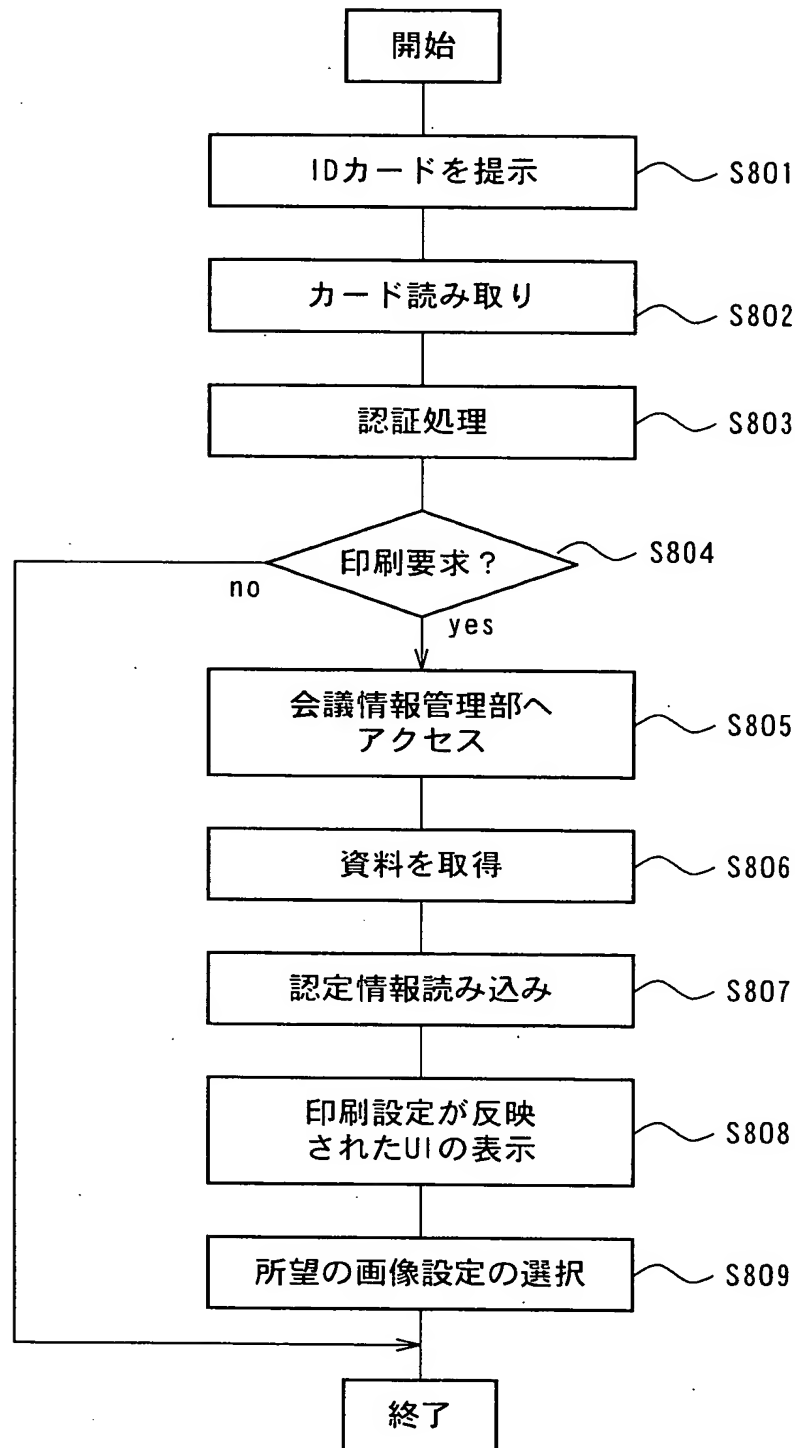 開始
IDカードを提示
S801
カード読み取り
S802
認証処理
S803
印刷要求?
S804
no
yes
会議情報管理部へ
アクセス
S805
資料を取得
S806
認定情報読み込み
S807
印刷設定が反映
されたUIの表示
S808
所望の画像設定の選択
S809
終了